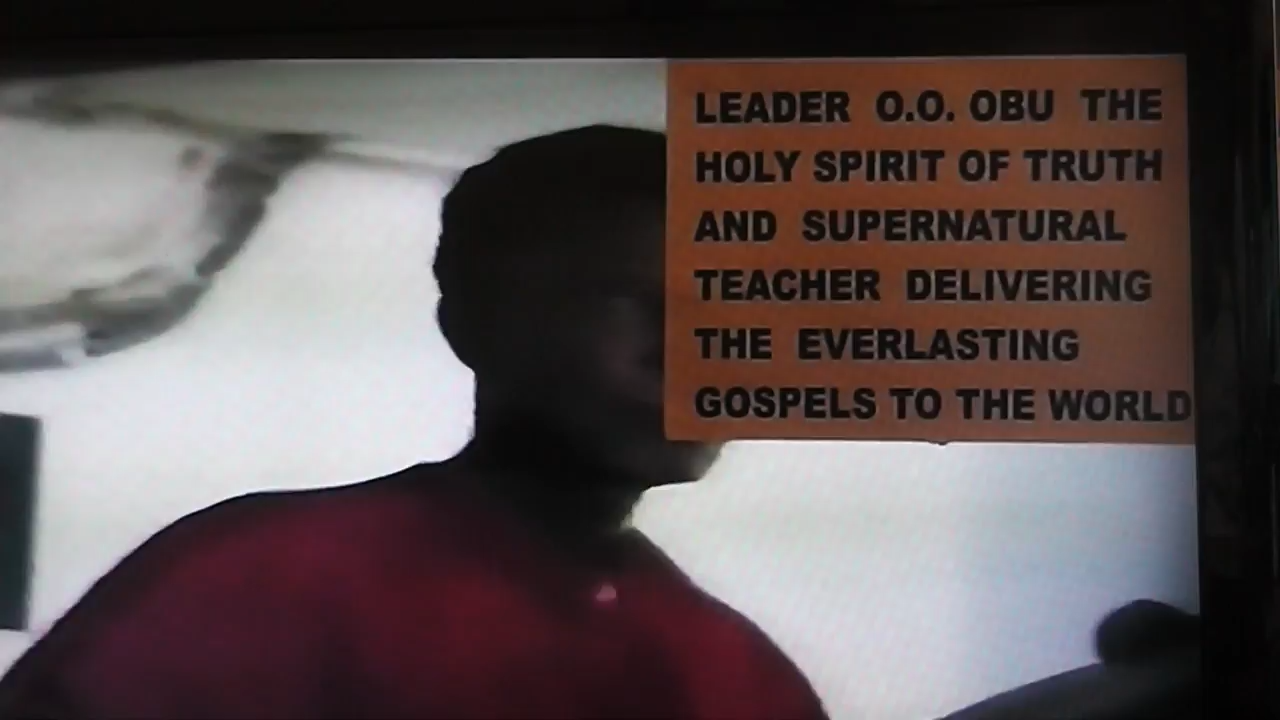 LEADER O.O. OBU THE
HOLY SPIRIT OF TRUTH
AND SUPERNATURAL
TEACHER DELIVERING
THE EVERLASTING
GOSPELS TO THE WORLD